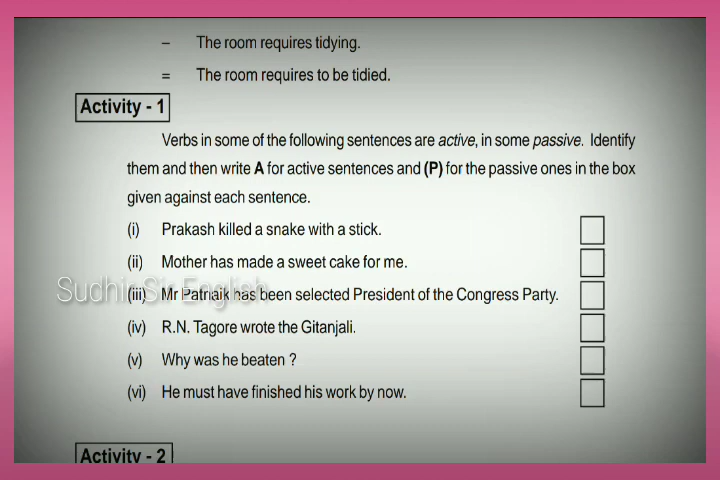 – The room requires tidying.
= The room requires to be tidied.
Activity - 1
Verbs in some of the following sentences are active, in some passive. Identify
them and then write A for active sentences and (P) for the passive ones in the box
given against each sentence.
(i) Prakash killed a snake with a stick.
(ii) Mother has made a sweet cake for me.
(iii) Mr Patnaik has been selected President of the Congress Party.
Sudhir Sir English
(iv) R.N. Tagore wrote the Gitanjali.
(v) Why was he beaten ?
(vi) He must have finished his work by now.
Activity - 2